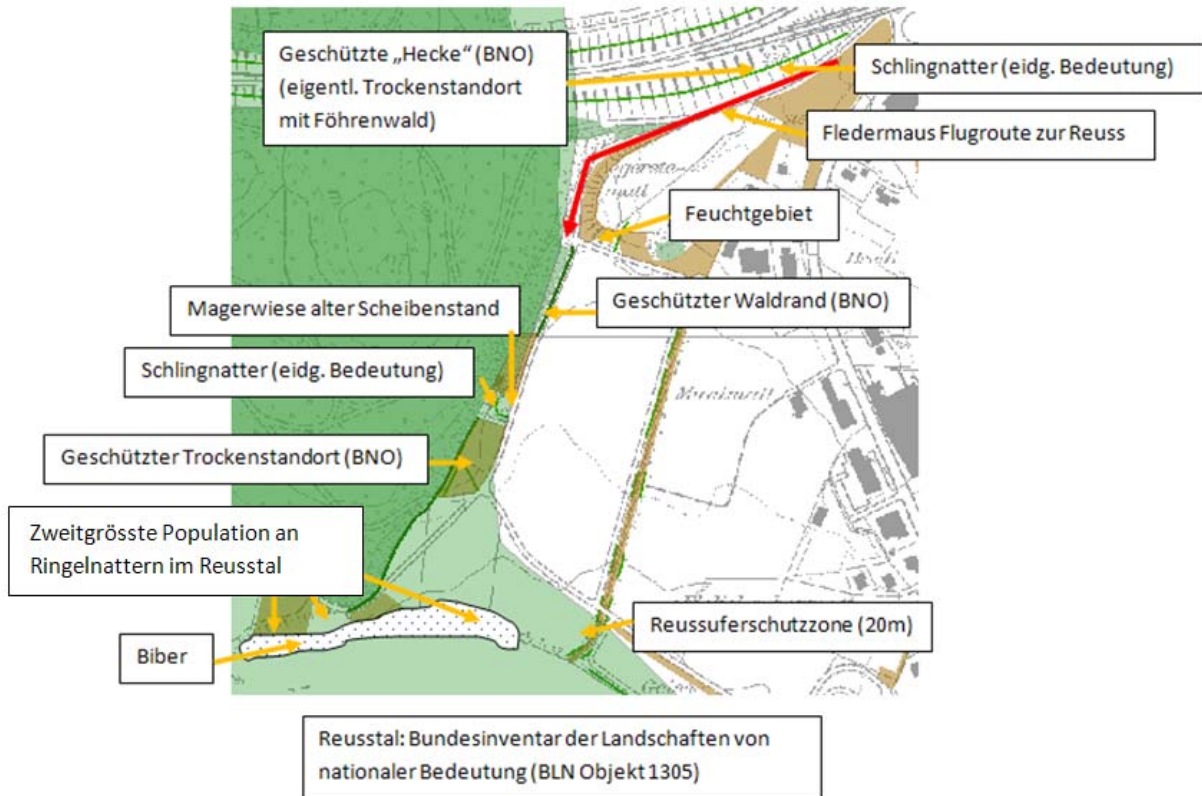 Geschützte „Hecke“ (BNO)
(eigentl. Trockenstandort
mit Föhrenwald)
Schlingnatter (eidg. Bedeutung)
Fledermaus Flugroute zur Reuss
Feuchtgebiet
Magerwiese alter Scheibenstand
Geschützter Waldrand (BNO)
Schlingnatter (eidg. Bedeutung)
Geschützter Trockenstandort (BNO)
Zweitgrösste Population an
Ringelnattern im Reusstal
Reussuferschutzzone (20m)
Biber
Reusstal: Bundesinventar der Landschaften von
nationaler Bedeutung (BLN Objekt 1305)